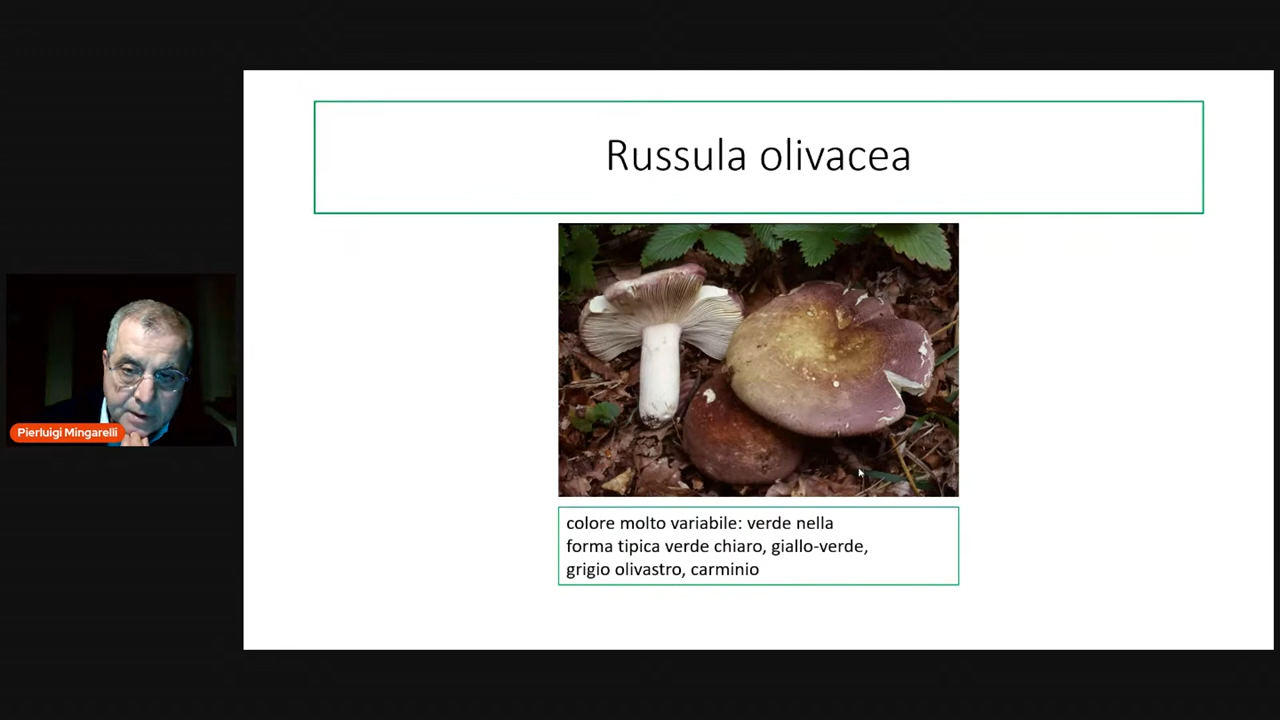 Russula olivacea
Pierluigi Mingarelli
colore molto variabile: verde nella
forma tipica verde chiaro, giallo-verde,
grigio olivastro, carminio